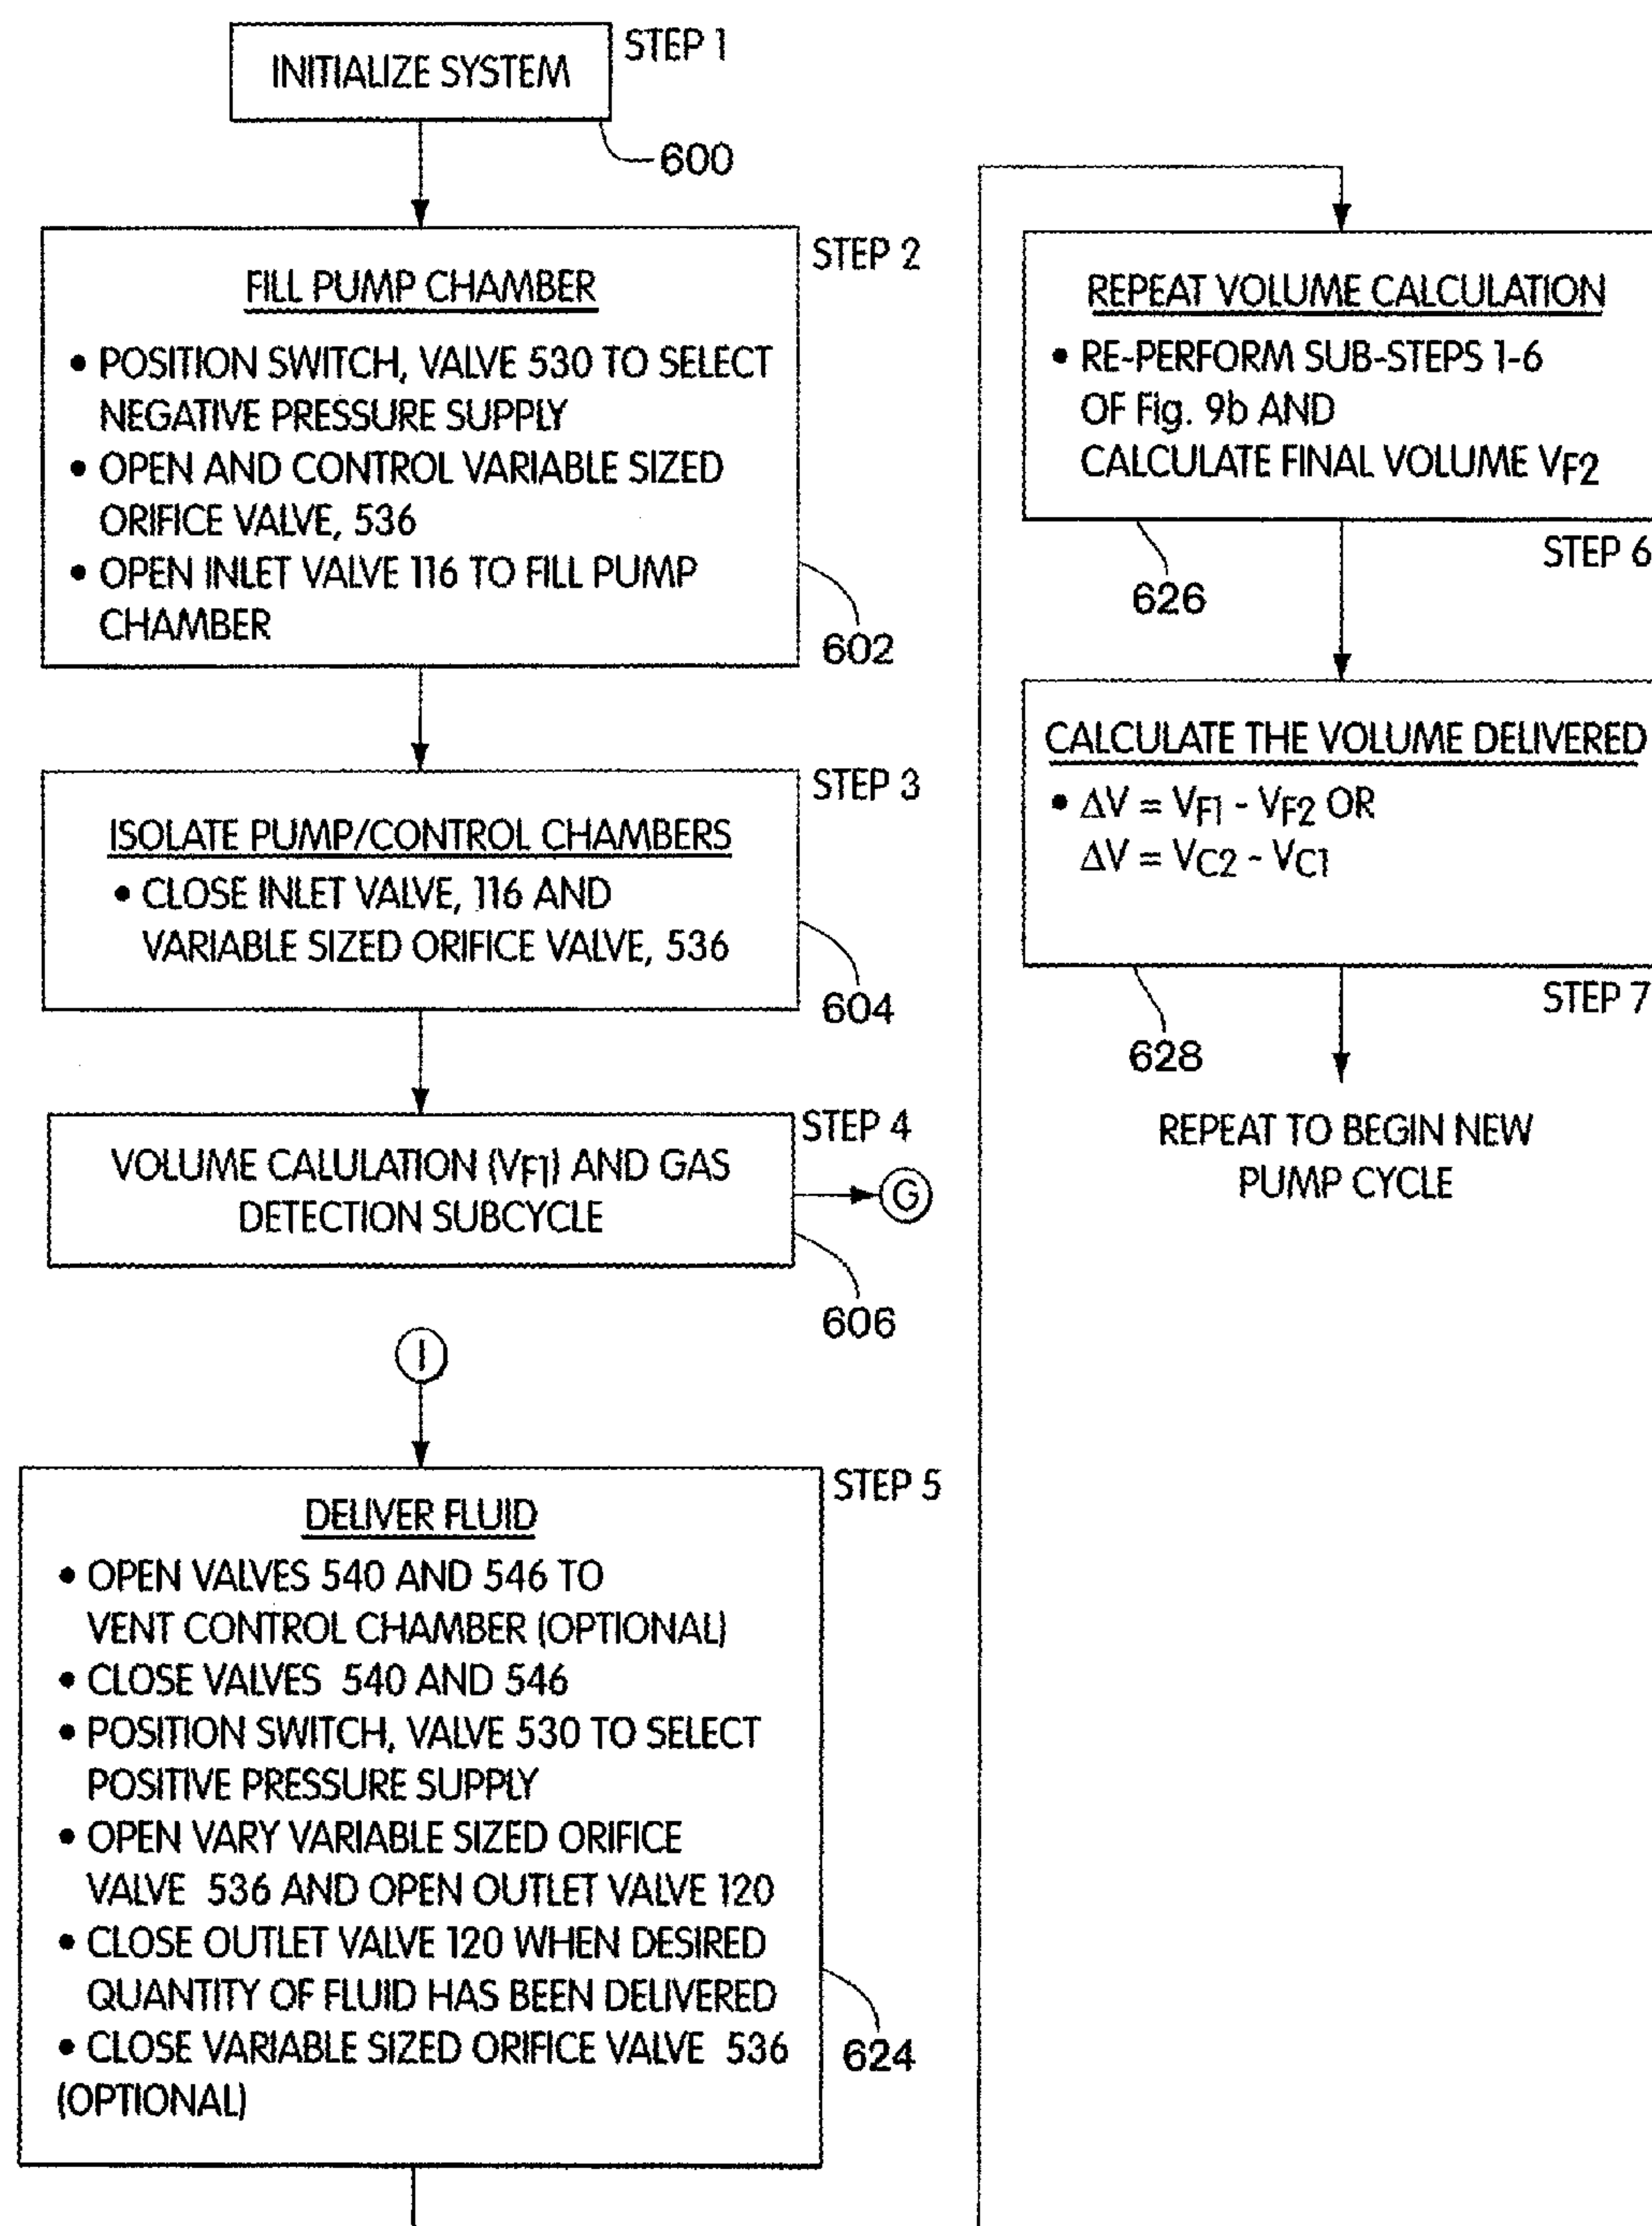 INITIALIZE SYSTEM
STEP 1
600
STEP 2
FILL PUMP CHAMBER
• POSITION SWITCH, VALVE 530 TO SELECT
NEGATIVE PRESSURE SUPPLY
• OPEN AND CONTROL VARIABLE SIZED
ORIFICE VALVE, 536
• OPEN INLET VALVE 116 TO FILL PUMP
CHAMBER
602
STEP 3
ISOLATE PUMP/CONTROL CHAMBERS
• CLOSE INLET VALVE, 116 AND
VARIABLE SIZED ORIFICE VALVE, 536
604
STEP 4
VOLUME CALULATION (VF1) AND GAS
DETECTION SUBCYCLE
G
606
I
STEP 5
DELIVER FLUID
• OPEN VALVES 540 AND 546 TO
VENT CONTROL CHAMBER (OPTIONAL)
• CLOSE VALVES 540 AND 546
• POSITION SWITCH, VALVE 530 TO SELECT
POSITIVE PRESSURE SUPPLY
• OPEN VARY VARIABLE SIZED ORIFICE
VALVE 536 AND OPEN OUTLET VALVE 120
• CLOSE OUTLET VALVE 120 WHEN DESIRED
QUANTITY OF FLUID HAS BEEN DELIVERED
• CLOSE VARIABLE SIZED ORIFICE VALVE 536
(OPTIONAL)
624
REPEAT VOLUME CALCULATION
• RE-PERFORM SUB-STEPS 1-6
OF Fig. 9b AND
CALCULATE FINAL VOLUME VF2
STEP 6
626
CALCULATE THE VOLUME DELIVERED
• ΔV = VF1 - VF2 OR
ΔV = VC2 - VC1
STEP 7
628
REPEAT TO BEGIN NEW
PUMP CYCLE